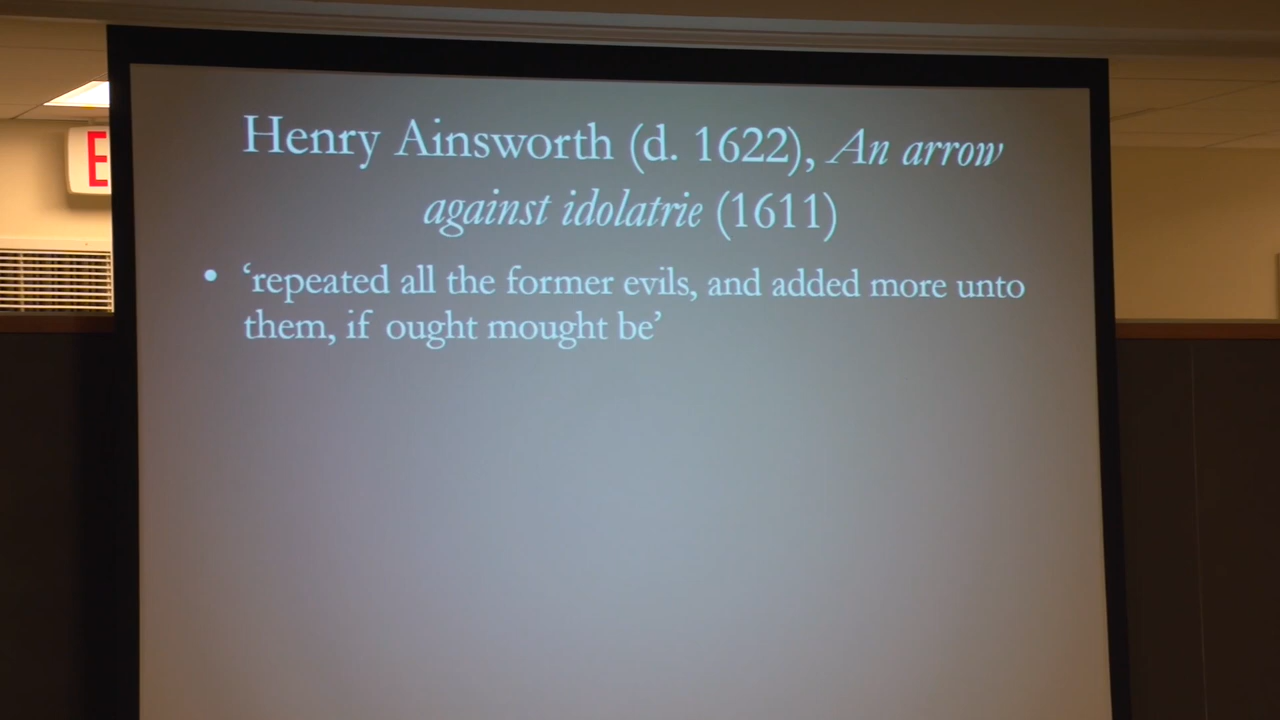 E
Henry Ainsworth (d. 1622), An arrow
against idolatrie (1611)
• ‘repeated all the former evils, and added more unto
them, if ought mought be’